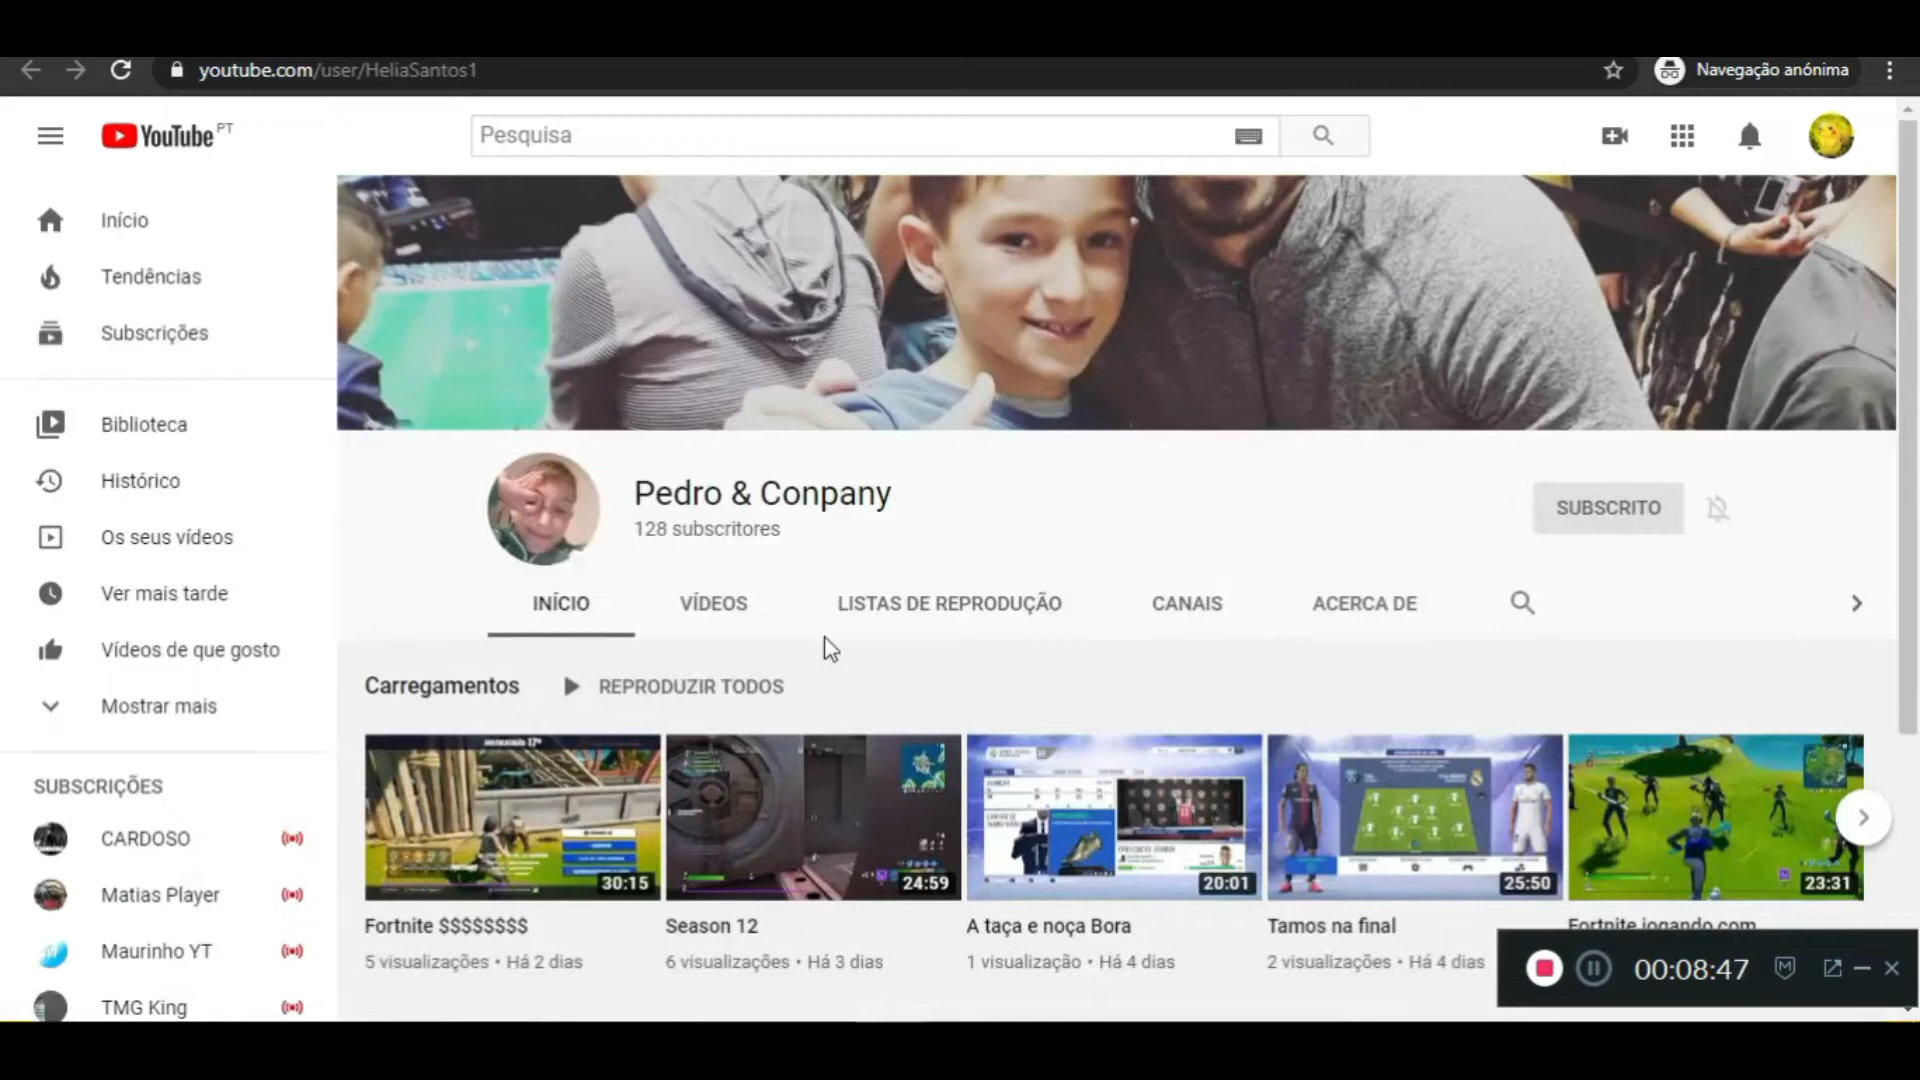 youtube.com/user/HeliaSantos1
Navegação anónima
YouTube PT
Pesquisa
Início
Tendências
Subscrições
Biblioteca
Histórico
Os seus vídeos
Ver mais tarde
Vídeos de que gosto
Mostrar mais
SUBSCRIÇÕES
CARDOSO
Matias Player
Maurinho YT
TMG King
Pedro & Conpany
128 subscritores
SUBSCRITO
INÍCIO VÍDEOS LISTAS DE REPRODUÇÃO CANAIS ACERCA DE
Carregamentos REPRODUZIR TODOS
30:15
24:59
20:01
25:50
23:31
Fortnite $$$$$$$$
5 visualizações • Há 2 dias
Season 12
6 visualizações • Há 3 dias
A taça e noça Bora
1 visualização • Há 4 dias
Tamos na final
2 visualizações • Há 4 dias
Fortnite jogando com
00:08:47